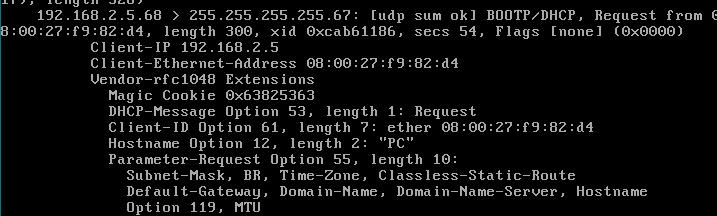 192.168.2.5.68 > 255.255.255.255.67: [udp sum ok] BOOTP/DHCP, Request from 0
8:00:27:f9:82:d4, length 300, xid 0xcab61186, secs 54, Flags [none] (0x0000)
Client-IP 192.168.2.5
Client-Ethernet-Address 08:00:27:f9:82:d4
Vendor-rfc1048 Extensions
Magic Cookie 0x63825363
DHCP-Message Option 53, length 1: Request
Client-ID Option 61, length 7: ether 08:00:27:f9:82:d4
Hostname Option 12, length 2: "PC"
Parameter-Request Option 55, length 10:
Subnet-Mask, BR, Time-Zone, Classless-Static-Route
Default-Gateway, Domain-Name, Domain-Name-Server, Hostname
Option 119, MTU